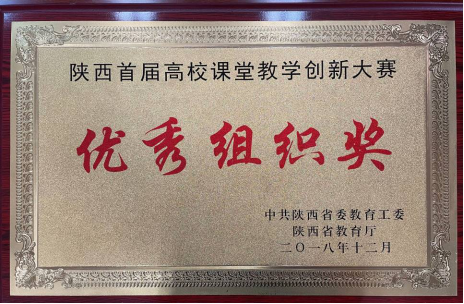 陕西首届高校课堂教学创新大赛
优秀组织奖
中共陕西省委教育工委
陕西省教育厅
二〇一八年十二月